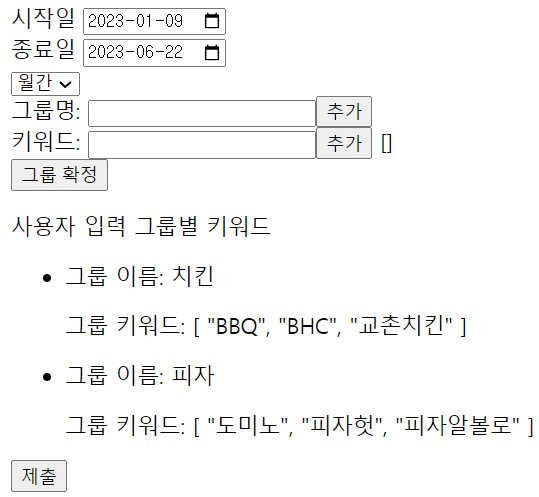 시작일 2023-01-09
종료일 2023-06-22
월간
그룹명: 추가
키워드: 추가 []
그룹 확정
사용자 입력 그룹별 키워드
• 그룹 이름: 치킨
그룹 키워드: [ "BBQ", "BHC", "교촌치킨" ]
• 그룹 이름: 피자
그룹 키워드: [ "도미노", "피자헛", "피자알볼로" ]
제출